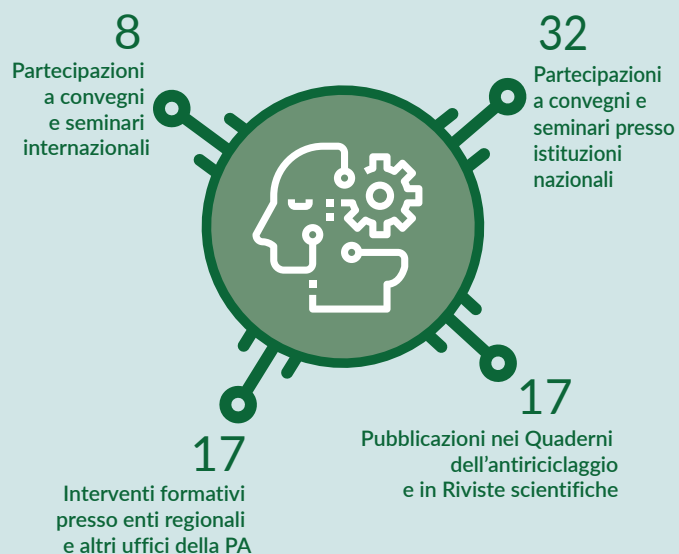 8
Partecipazioni
a convegni
e seminari
internazionali
32
Partecipazioni
a convegni e
seminari presso
istituzioni
nazionali
17
Interventi formativi
presso enti regionali
e altri uffici della PA
17
Pubblicazioni nei Quaderni
dell’antiriciclaggio
e in Riviste scientifiche